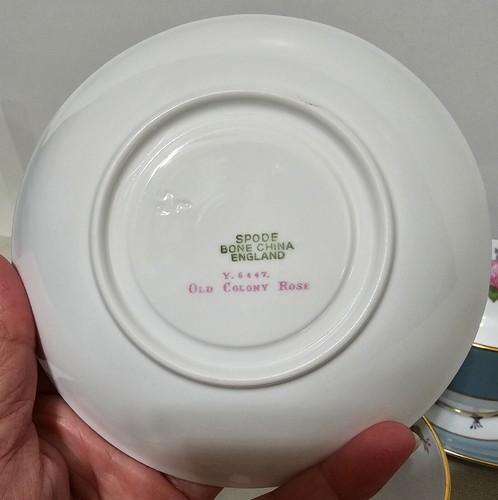 SPODE
BONE CHINA
ENGLAND
Y. 6447.
OLD COLONY ROSE